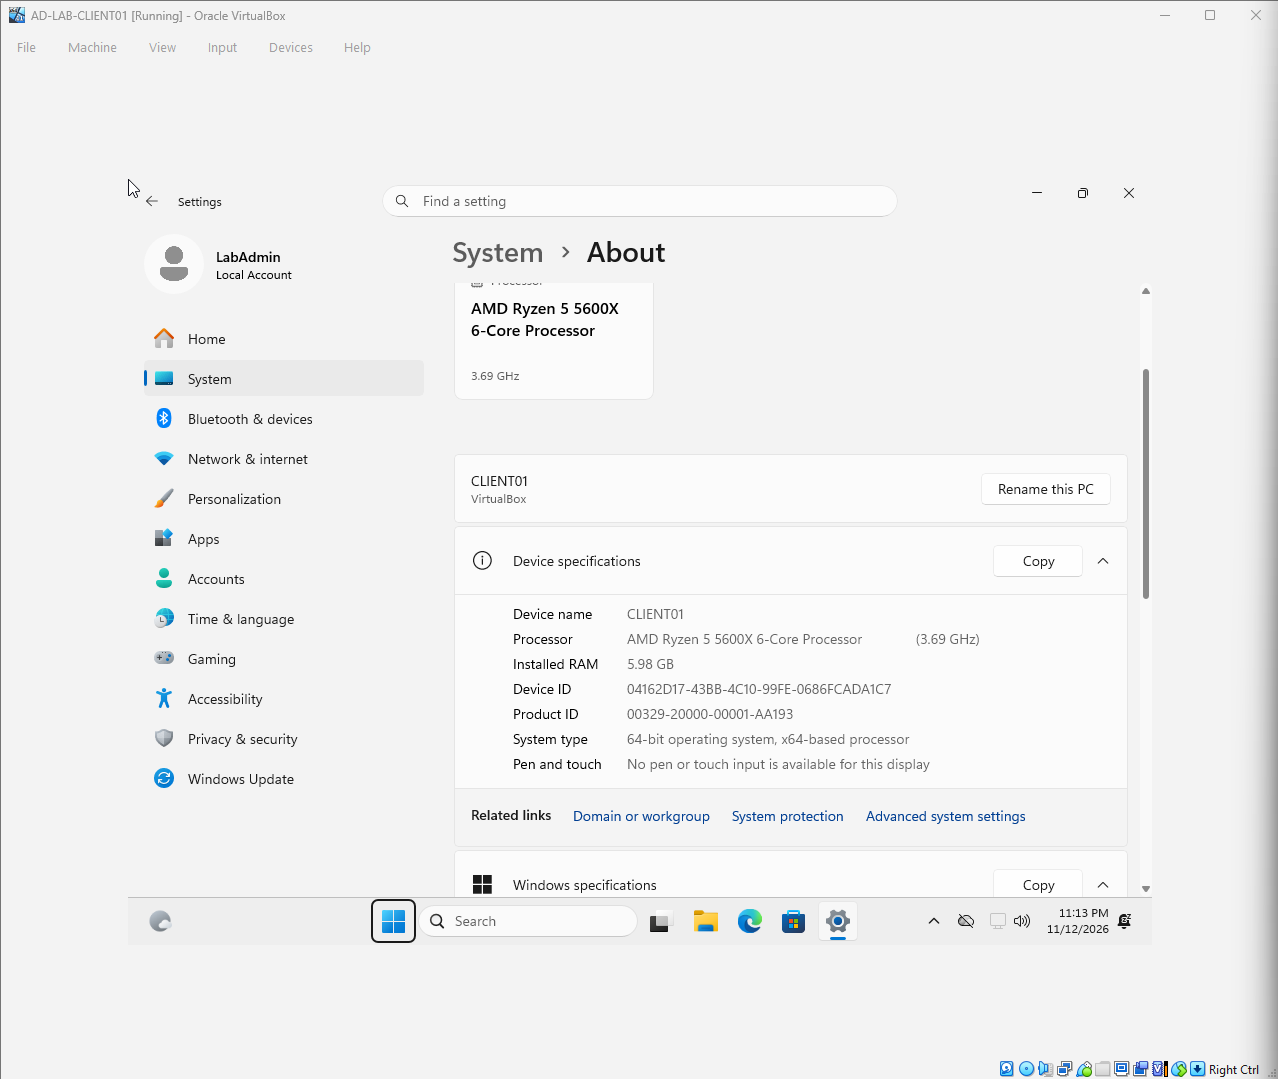 AD-LAB-CLIENT01 [Running] - Oracle VirtualBox
File Machine View Input Devices Help
Settings
Find a setting
LabAdmin
Local Account
System › About
Home
System
Bluetooth & devices
Network & internet
Personalization
Apps
Accounts
Time & language
Gaming
Accessibility
Privacy & security
Windows Update
Processor
AMD Ryzen 5 5600X
6-Core Processor
3.69 GHz
CLIENT01
VirtualBox
Rename this PC
Device specifications
Copy
Device name CLIENT01
Processor AMD Ryzen 5 5600X 6-Core Processor (3.69 GHz)
Installed RAM 5.98 GB
Device ID 04162D17-43BB-4C10-99FE-0686FCADA1C7
Product ID 00329-20000-00001-AA193
System type 64-bit operating system, x64-based processor
Pen and touch No pen or touch input is available for this display
Related links Domain or workgroup System protection Advanced system settings
Windows specifications
Copy
Search
11:13 PM
11/12/2026
Right Ctrl